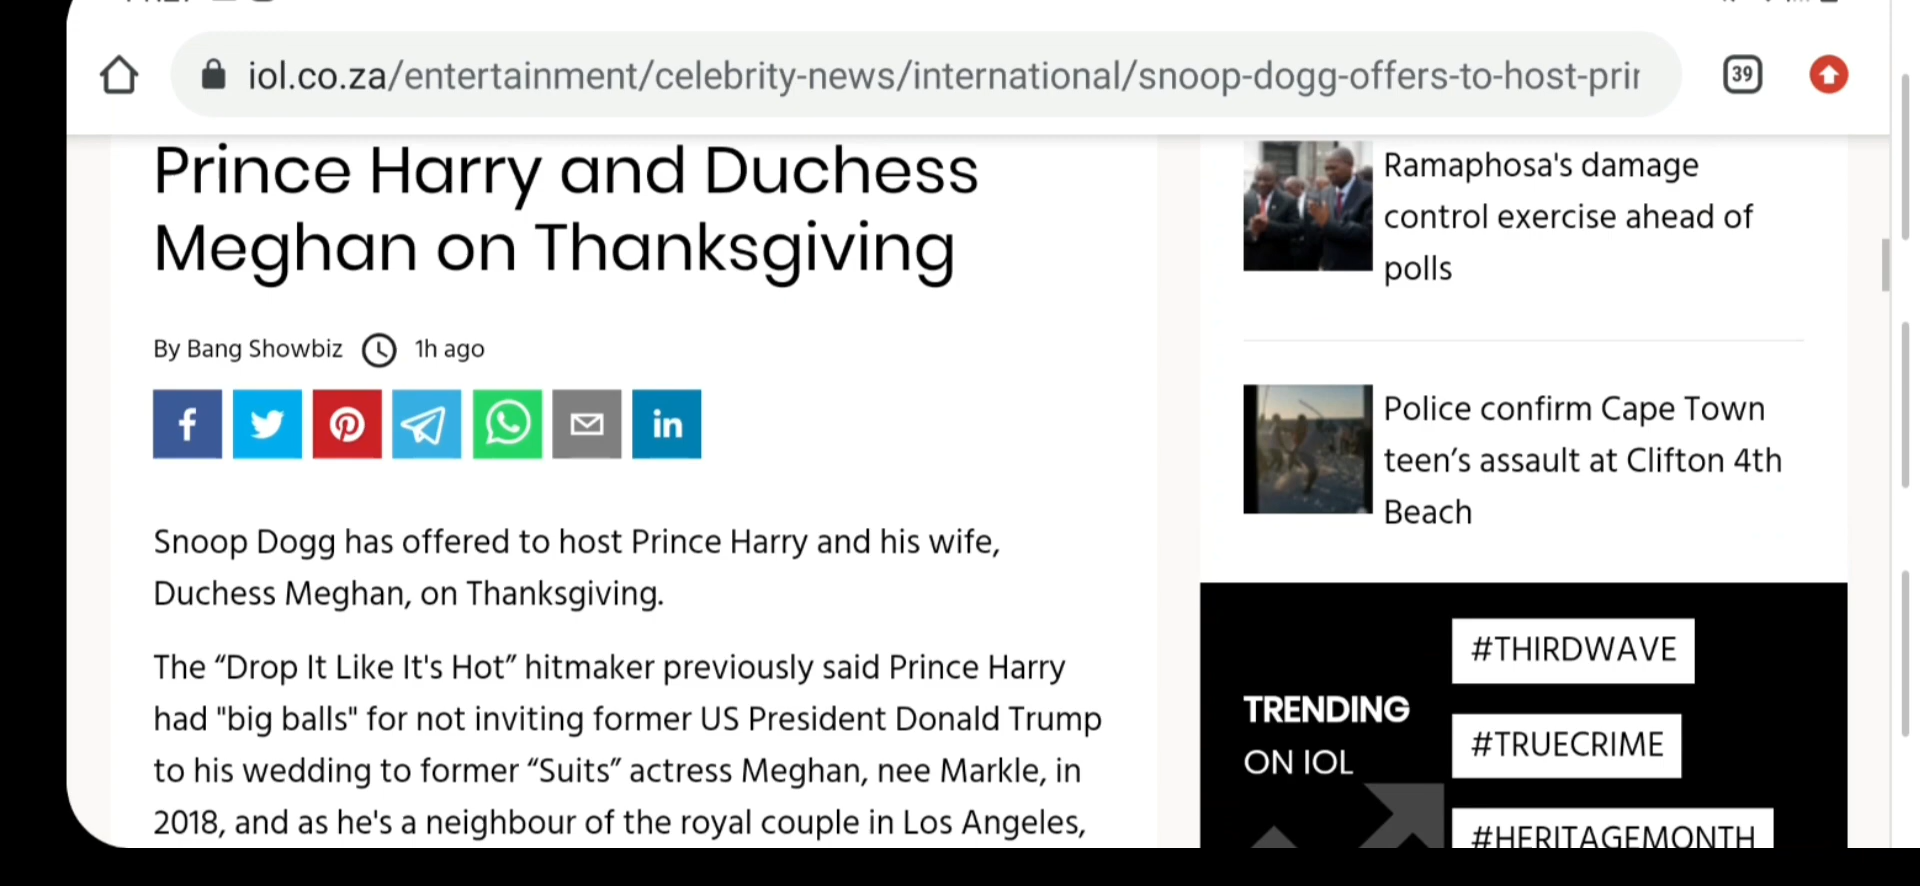 iol.co.za/entertainment/celebrity-news/international/snoop-dogg-offers-to-host-prir
39
Prince Harry and Duchess
Meghan on Thanksgiving
By Bang Showbiz 1h ago
f
in
Snoop Dogg has offered to host Prince Harry and his wife,
Duchess Meghan, on Thanksgiving.
The “Drop It Like It's Hot” hitmaker previously said Prince Harry
had "big balls" for not inviting former US President Donald Trump
to his wedding to former “Suits” actress Meghan, nee Markle, in
2018, and as he's a neighbour of the royal couple in Los Angeles,
Ramaphosa's damage
control exercise ahead of
polls
Police confirm Cape Town
teen’s assault at Clifton 4th
Beach
TRENDING
ON IOL
#THIRDWAVE
#TRUECRIME
#HERITAGEMONTH